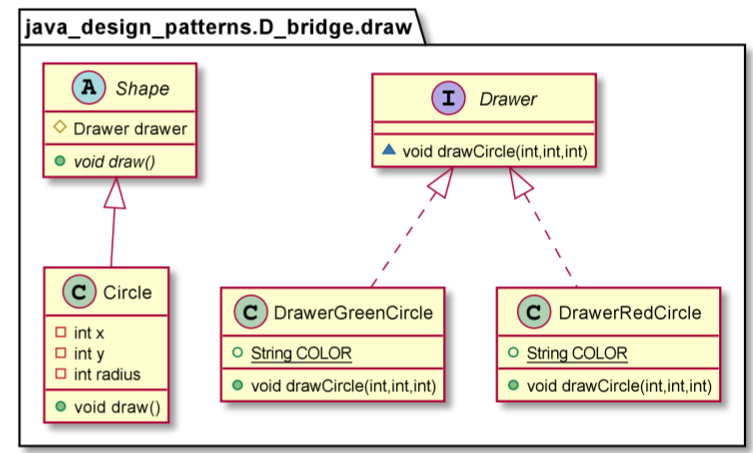 java_design_patterns.D_bridge.draw
A Shape
Drawer drawer
void draw()
I Drawer
void drawCircle(int,int,int)
C Circle
int x
int y
int radius
void draw()
C DrawerGreenCircle
String COLOR
void drawCircle(int,int,int)
C DrawerRedCircle
String COLOR
void drawCircle(int,int,int)